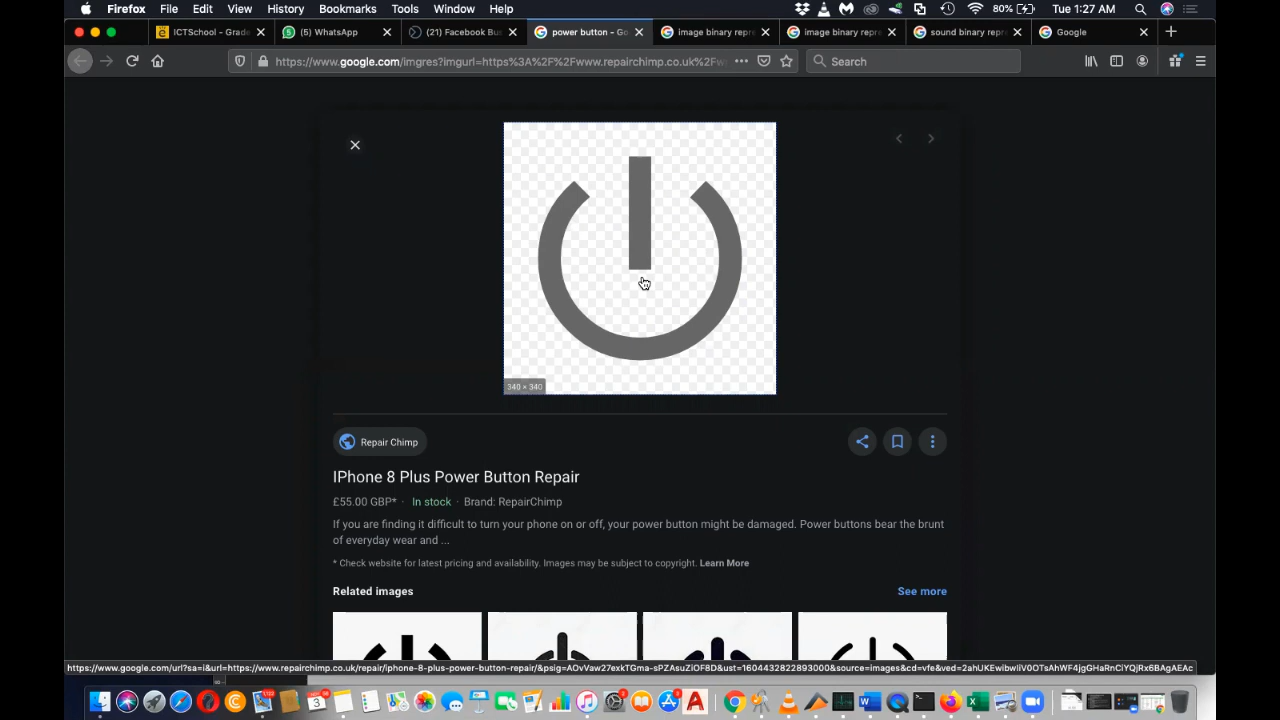 Firefox File Edit View History Bookmarks Tools Window Help 80% Tue 1:27 AM
ICTSchool - Grade (21) WhatsApp (21) Facebook Bus power button - Go image binary repre image binary repre sound binary repre Google
https://www.google.com/imgres?imgurl=https%3A%2F%2Fwww.repairchimp.co.uk%2Fw Search
340 × 340
Repair Chimp
IPhone 8 Plus Power Button Repair
£55.00 GBP* · In stock · Brand: RepairChimp
If you are finding it difficult to turn your phone on or off, your power button might be damaged. Power buttons bear the brunt
of everyday wear and ...
* Check website for latest pricing and availability. Images may be subject to copyright. Learn More
Related images See more
https://www.google.com/url?sa=i&url=https://www.repairchimp.co.uk/repair/iphone-8-plus-power-button-repair/&psig=AOvVaw27exkTGma-sPZAsuZiOF8D&ust=1604432822893000&source=images&cd=vfe&ved=2ahUKEwibwIiV0OTsAhWF4jgGHaRnCiYQjRx6BAgAEAc